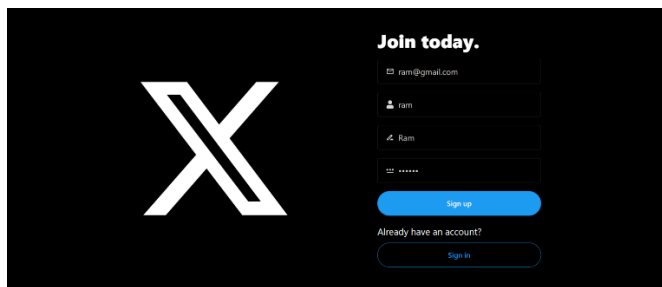 Join today.
ram@gmail.com
ram
Ram
••••••
Sign up
Already have an account?
Sign in